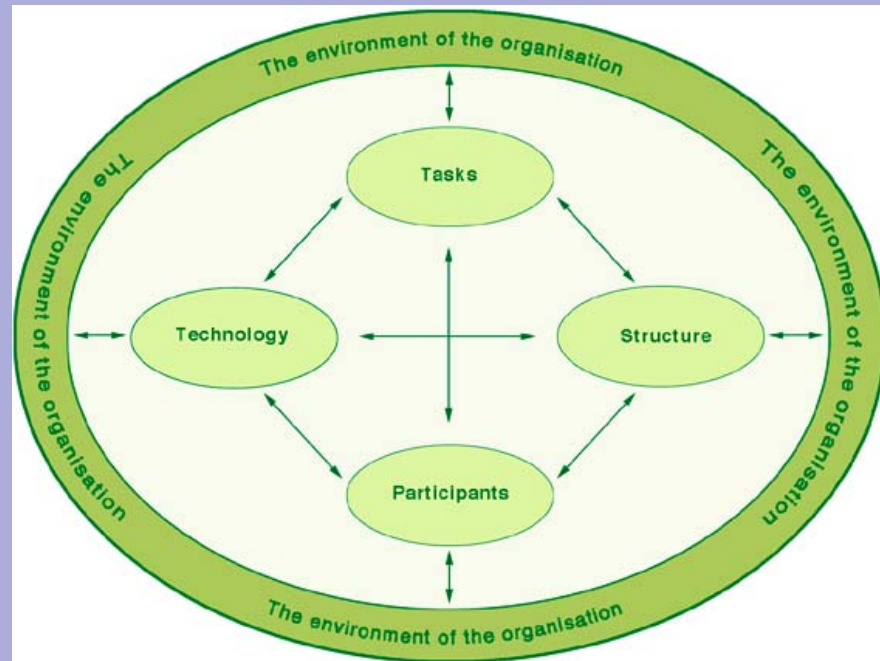 The environment of the organisation
The environment of the organisation
The environment of the organisation
Tasks
Technology
Structure
Participants
The environment of the organisation